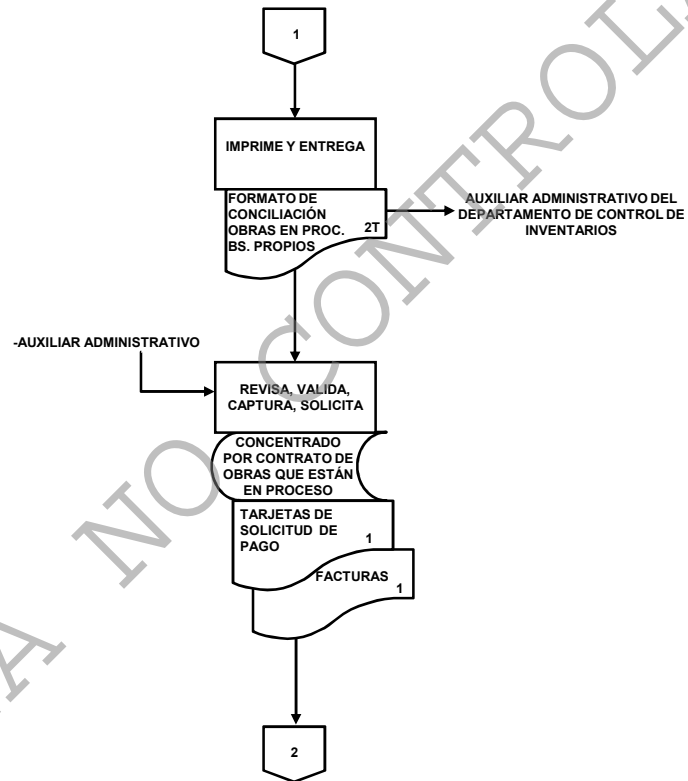 1
IMPRIME Y ENTREGA
FORMATO DE
CONCILIACIÓN
OBRAS EN PROC.
BS. PROPIOS
2T
AUXILIAR ADMINISTRATIVO DEL
DEPARTAMENTO DE CONTROL DE
INVENTARIOS
-AUXILIAR ADMINISTRATIVO
REVISA, VALIDA,
CAPTURA, SOLICITA
CONCENTRADO
POR CONTRATO DE
OBRAS QUE ESTÁN
EN PROCESO
TARJETAS DE
SOLICITUD DE
PAGO
1
FACTURAS
1
2
A NO CONTROLA